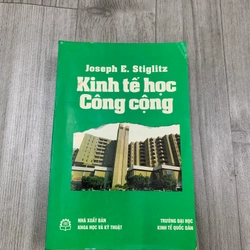 Joseph E. Stiglitz
Kinh tế học
Công cộng
NHÀ XUẤT BẢN
KHOA HỌC VÀ KỸ THUẬT
TRƯỜNG ĐẠI HỌC
KINH TẾ QUỐC DÂN